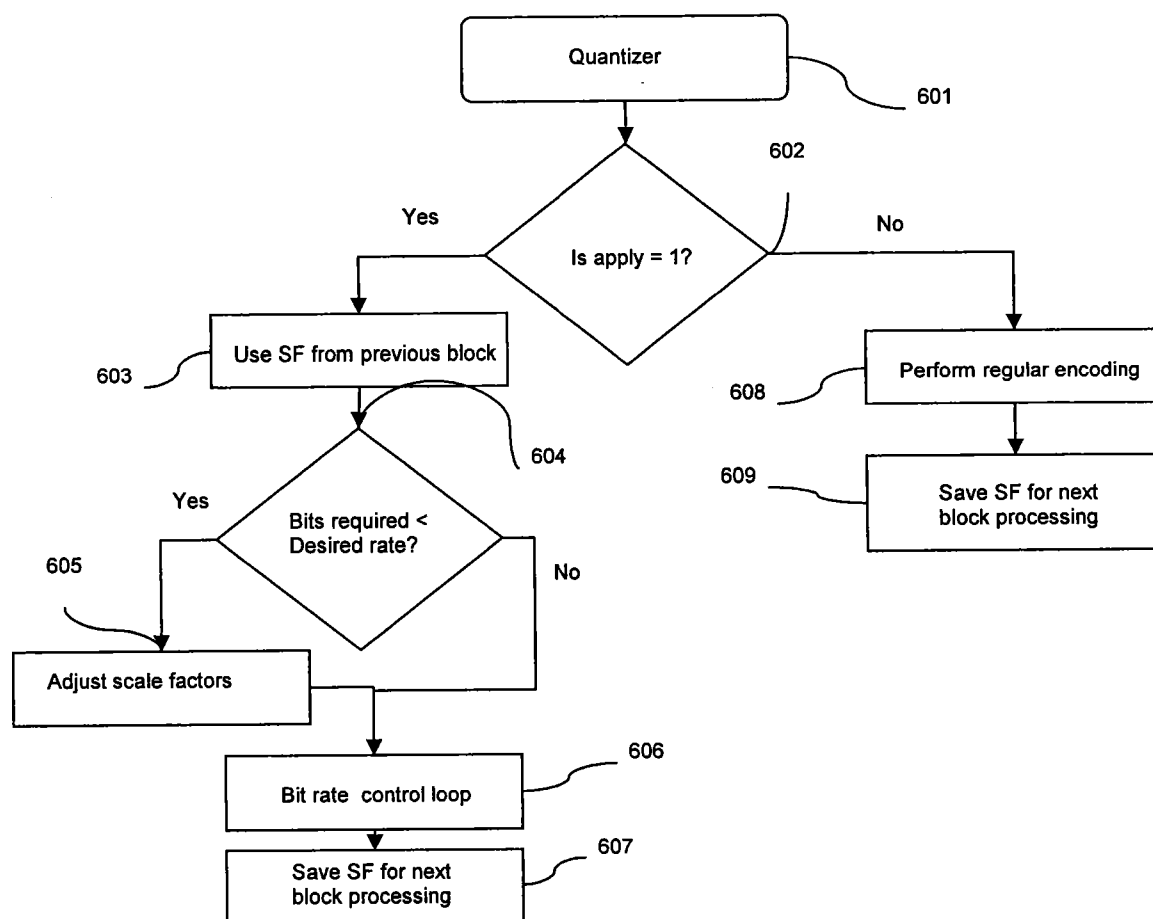 Quantizer
601
602
Yes
No
Is apply = 1?
Use SF from previous block
603
Perform regular encoding
608
604
Save SF for next
block processing
609
Yes
Bits required <
Desired rate?
No
605
Adjust scale factors
606
Bit rate control loop
607
Save SF for next
block processing